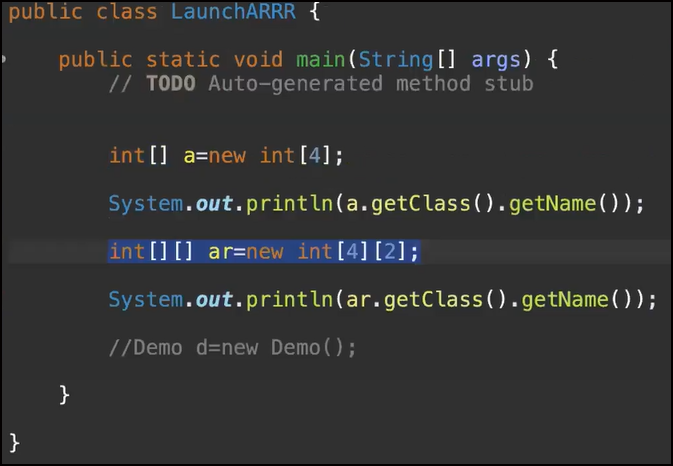 public class LaunchARRR {
public static void main(String[] args) {
// TODO Auto-generated method stub
int[] a=new int[4];
System.out.println(a.getClass().getName());
int[][] ar=new int[4][2];
System.out.println(ar.getClass().getName());
//Demo d=new Demo();
}
}